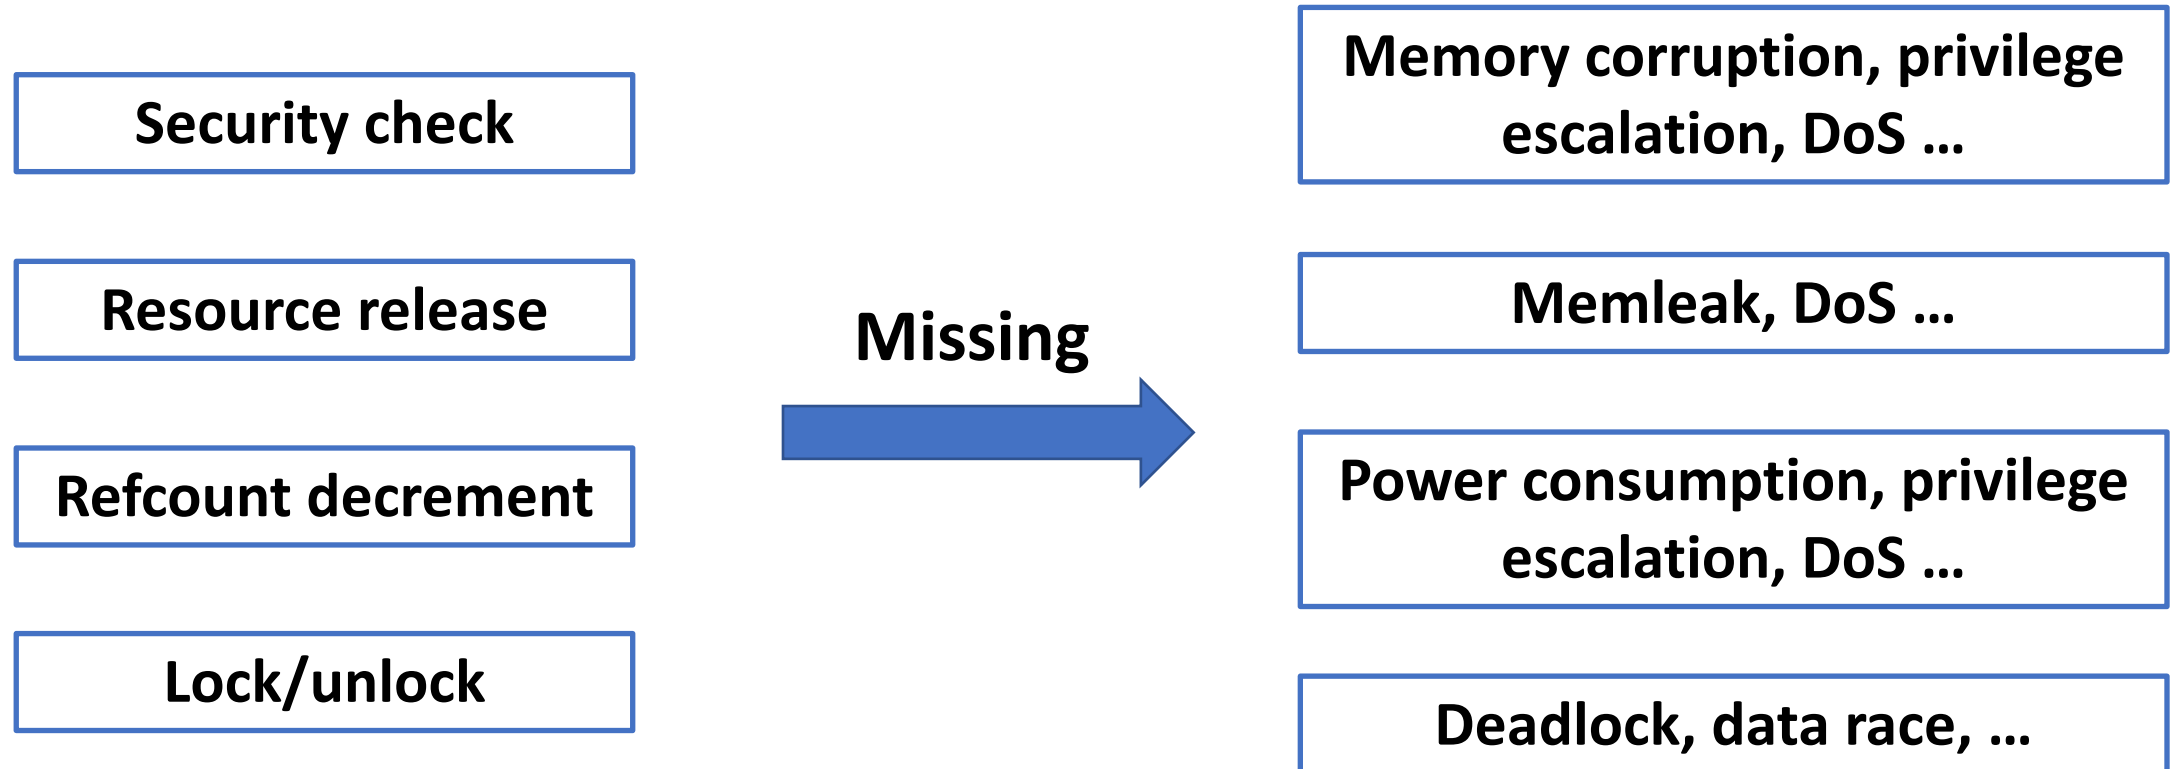 Security check
Resource release
Refcount decrement
Lock/unlock
Missing
Memory corruption, privilege
escalation, DoS ...
Memleak, DoS ...
Power consumption, privilege
escalation, DoS ...
Deadlock, data race, ...